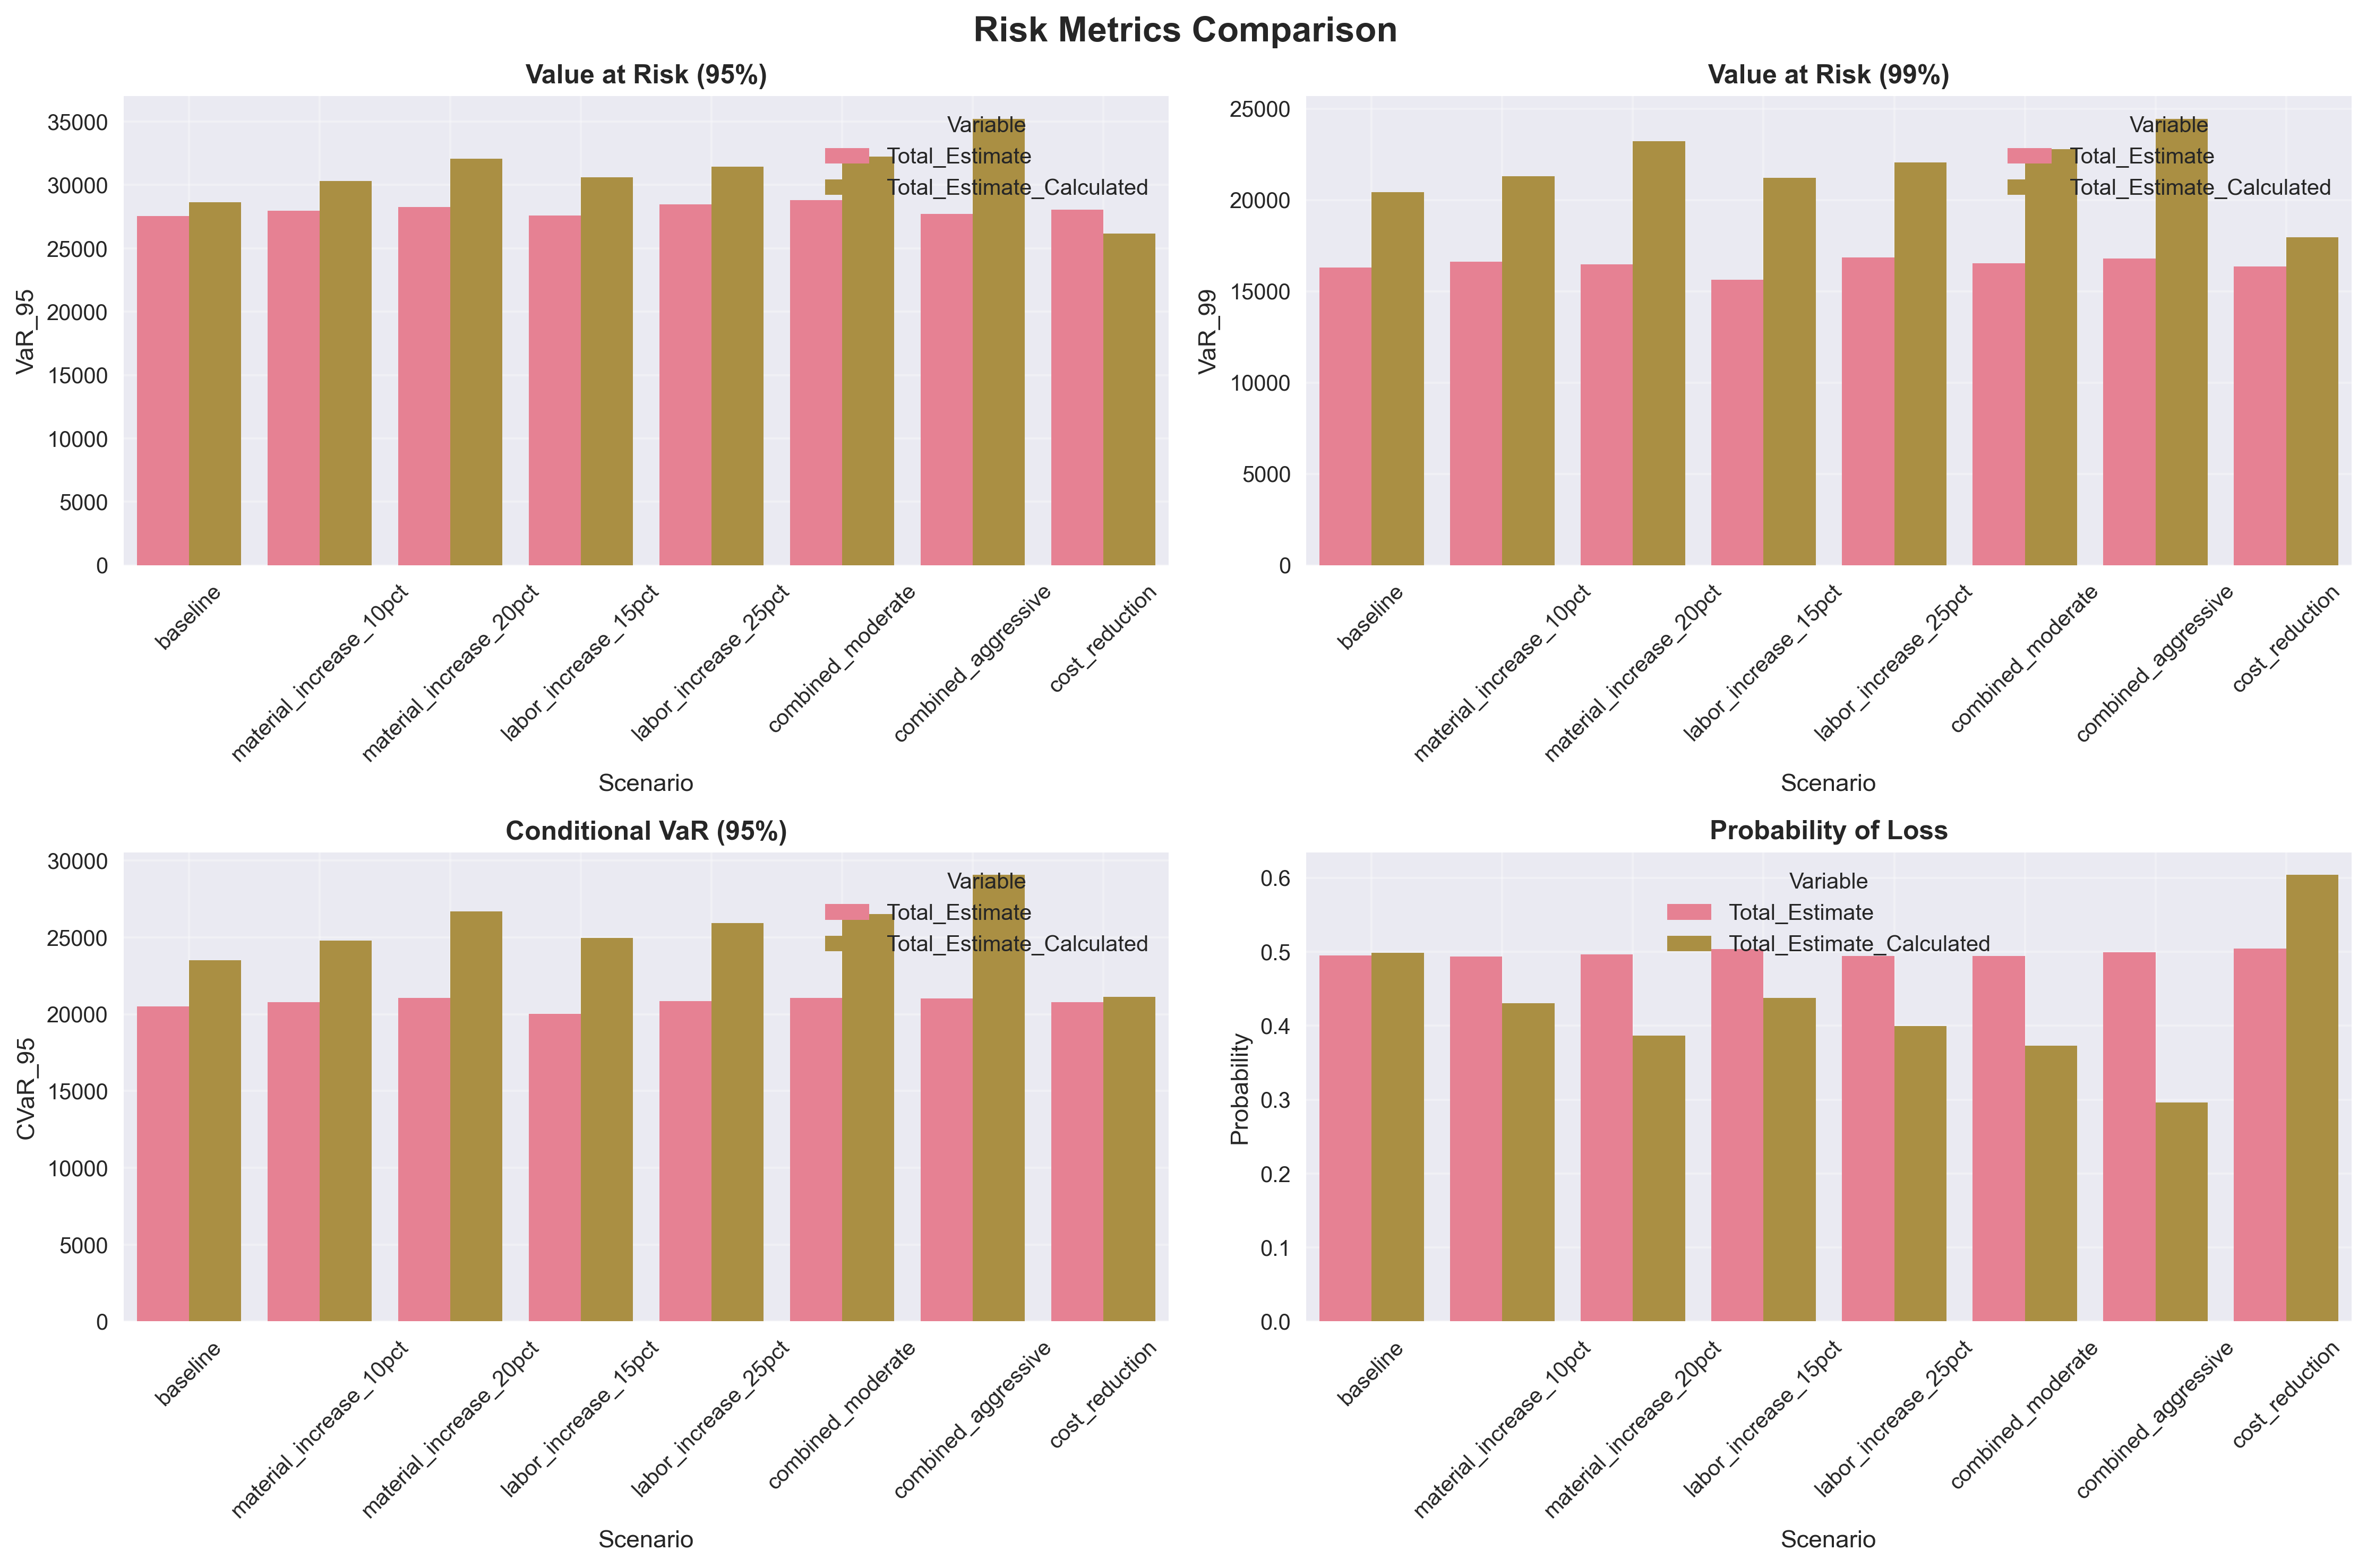 Risk Metrics Comparison
Value at Risk (95%)
VaR_95
35000
30000
25000
20000
15000
10000
5000
0
Variable
Total_Estimate
Total_Estimate_Calculated
baseline
material_increase_10pct
material_increase_20pct
labor_increase_15pct
labor_increase_25pct
combined_moderate
combined_aggressive
cost_reduction
Scenario
Value at Risk (99%)
VaR_99
25000
20000
15000
10000
5000
0
Variable
Total_Estimate
Total_Estimate_Calculated
baseline
material_increase_10pct
material_increase_20pct
labor_increase_15pct
labor_increase_25pct
combined_moderate
combined_aggressive
cost_reduction
Scenario
Conditional VaR (95%)
CVaR_95
30000
25000
20000
15000
10000
5000
0
Variable
Total_Estimate
Total_Estimate_Calculated
baseline
material_increase_10pct
material_increase_20pct
labor_increase_15pct
labor_increase_25pct
combined_moderate
combined_aggressive
cost_reduction
Scenario
Probability of Loss
Probability
0.6
0.5
0.4
0.3
0.2
0.1
0.0
Variable
Total_Estimate
Total_Estimate_Calculated
baseline
material_increase_10pct
material_increase_20pct
labor_increase_15pct
labor_increase_25pct
combined_moderate
combined_aggressive
cost_reduction
Scenario